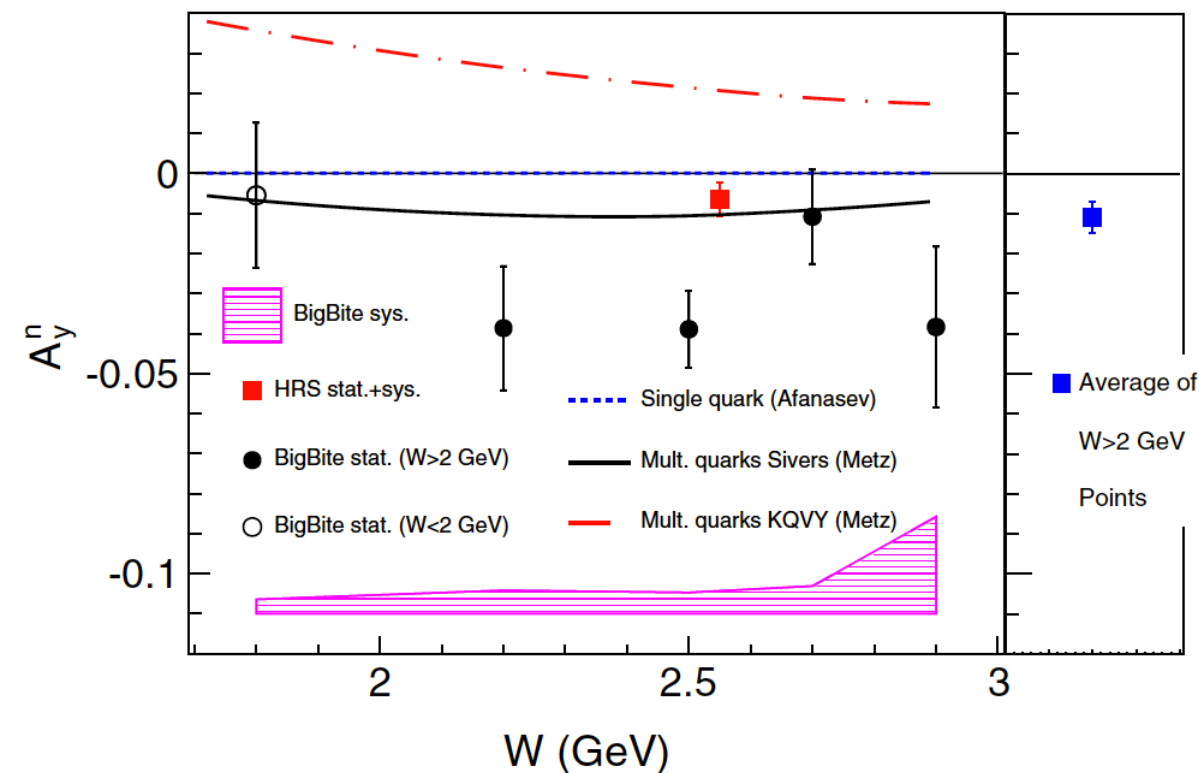 0
-0.05
-0.1
A_y^n
BigBite sys.
HRS stat.+sys.
BigBite stat. (W>2 GeV)
BigBite stat. (W<2 GeV)
Single quark (Afanasev)
Mult. quarks Sivers (Metz)
Mult. quarks KQVY (Metz)
Average of
W>2 GeV
Points
2
2.5
3
W (GeV)